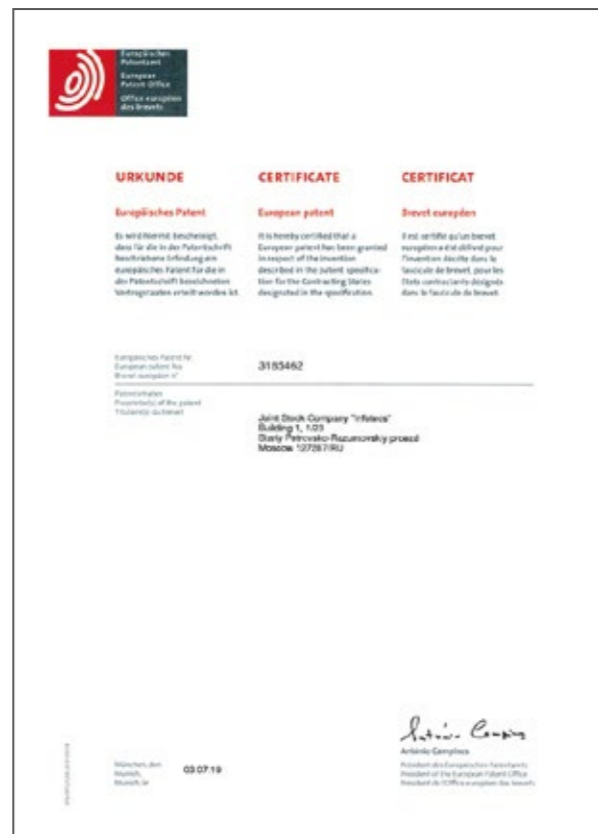 Europäisches
Patentamt
European
Patent Office
Office européen
des brevets
URKUNDE
Europäisches Patent
Es wird hiermit bescheinigt,
dass für die in der Patentschrift
beschriebene Erfindung ein
europäisches Patent für die in
der Patentschrift bezeichneten
Vertragsstaaten erteilt worden ist.
CERTIFICATE
European patent
It is hereby certified that a
European patent has been granted
in respect of the invention
described in the patent specifica-
tion for the Contracting States
designated in the specification.
CERTIFICAT
Brevet européen
Il est certifié qu'un brevet
européen a été délivré pour
l'invention décrite dans le
fascicule de brevet, pour les
Etats contractants désignés
dans le fascicule de brevet.
Europäisches Patent Nr.
European patent No.
Brevet européen n°
3185462
Patentinhaber
Proprietor(s) of the patent
Titulaire(s) du brevet
Joint Stock Company "Infotecs"
Building 1, 1/23
Stariy Petrovsko-Razumovskiy proezd
Moscow 127287/RU
António Campinos
Präsident des Europäischen Patentamts
President of the European Patent Office
Président de l'Office européen des brevets
München, den
Munich,
Munich, le
03.07.19